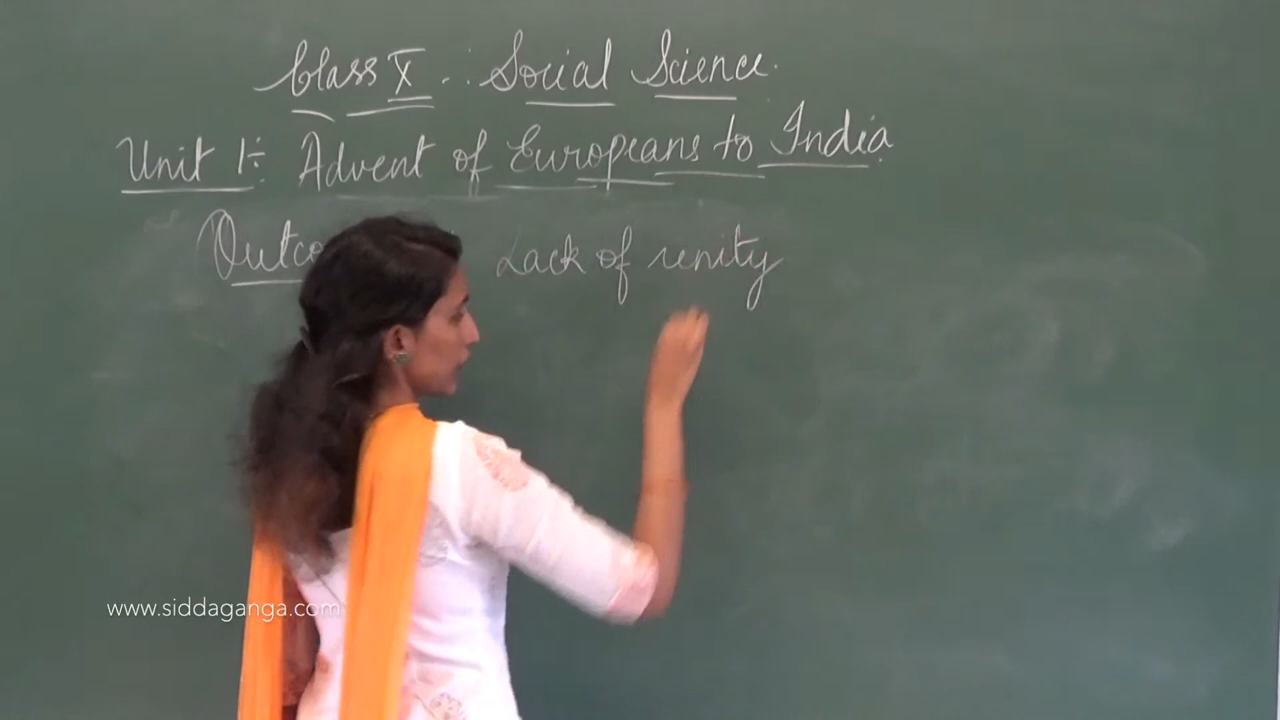 Class X :- Social Science.
Unit 1:- Advent of Europeans to India.
Lack of unity
www.siddaganga.com